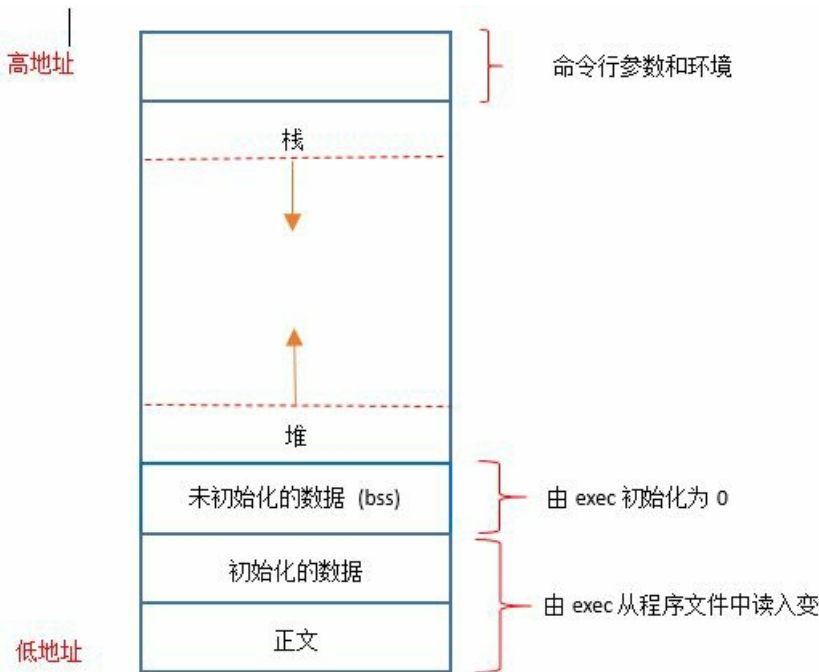 高地址
命令行参数和环境
栈
堆
未初始化的数据 (bss)
由 exec 初始化为 0
初始化的数据
由 exec 从程序文件中读入变
正文
低地址